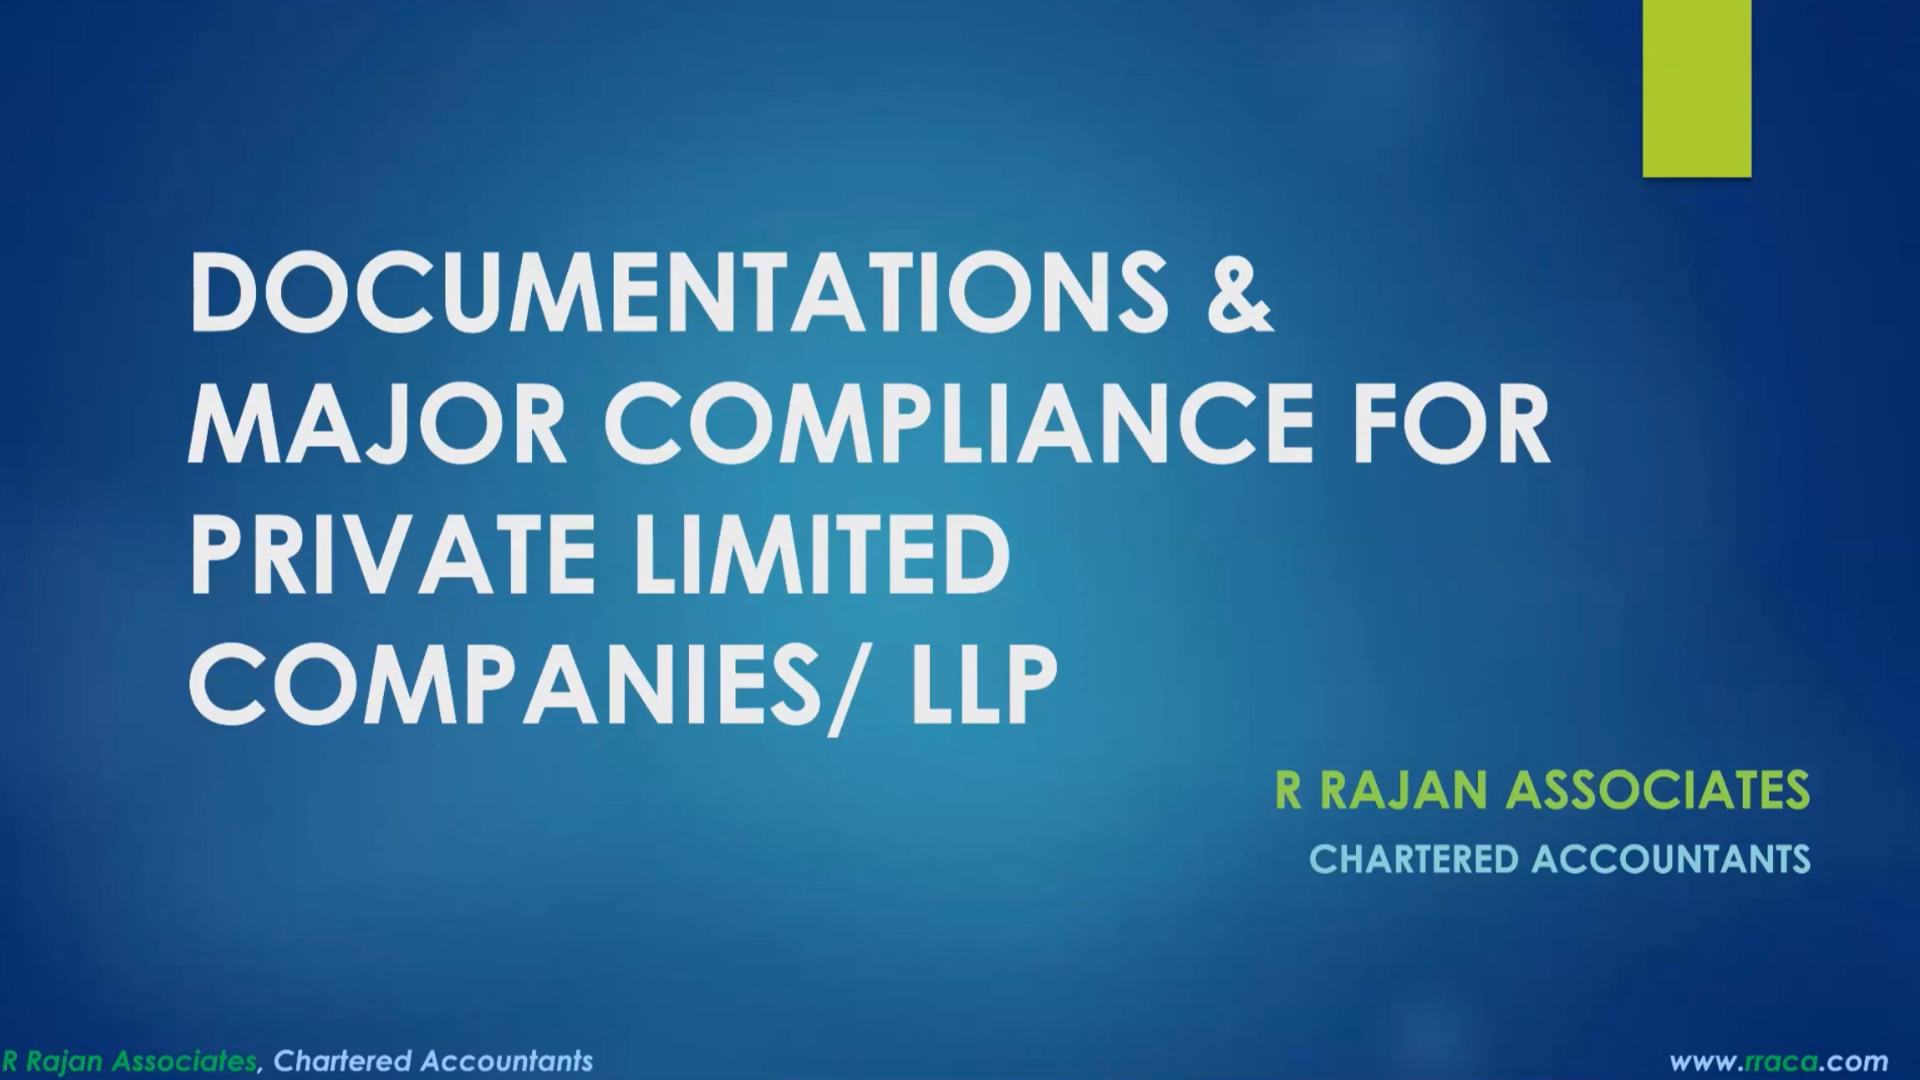 DOCUMENTATIONS &
MAJOR COMPLIANCE FOR
PRIVATE LIMITED
COMPANIES/ LLP
R RAJAN ASSOCIATES
CHARTERED ACCOUNTANTS
R Rajan Associates, Chartered Accountants
www.rraca.com